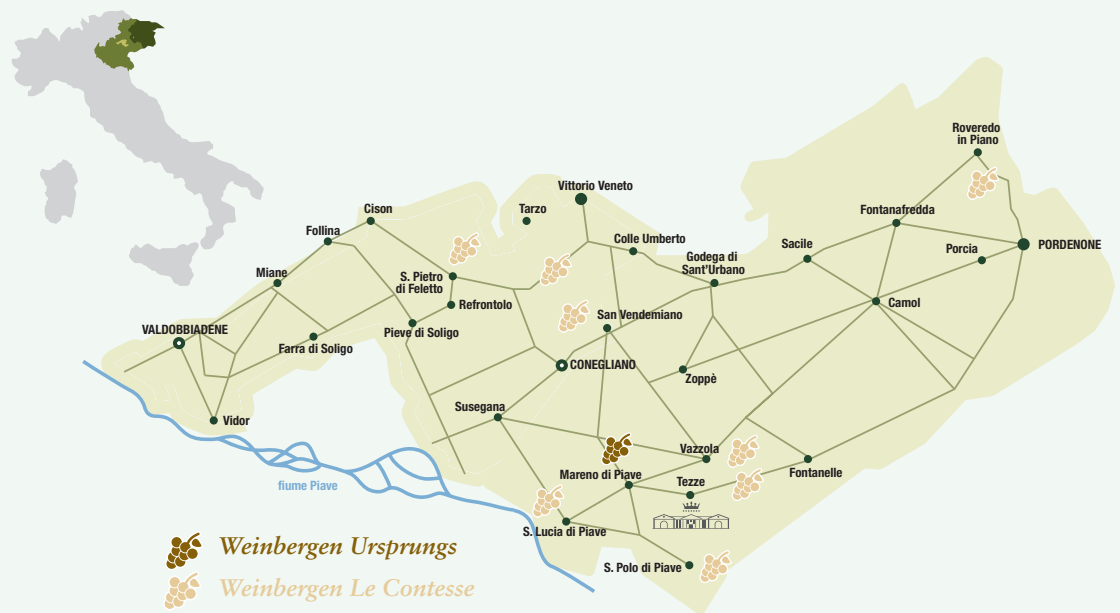 Roveredo
in Piano
Vittorio Veneto
Cison
Tarzo
Fontanafredda
Follina
Colle Umberto
Sacile
Porcia
PORDENONE
Godega di
Sant'Urbano
Miane
S. Pietro
di Feletto
Refrontolo
Camol
San Vendemiano
VALDOBBIADENE
Pieve di Soligo
Farra di Soligo
CONEGLIANO
Zoppè
Susegana
Vidor
Vazzola
Mareno di Piave
Fontanelle
Tezze
fiume Piave
S. Lucia di Piave
S. Polo di Piave
Weinbergen Ursprungs
Weinbergen Le Contesse